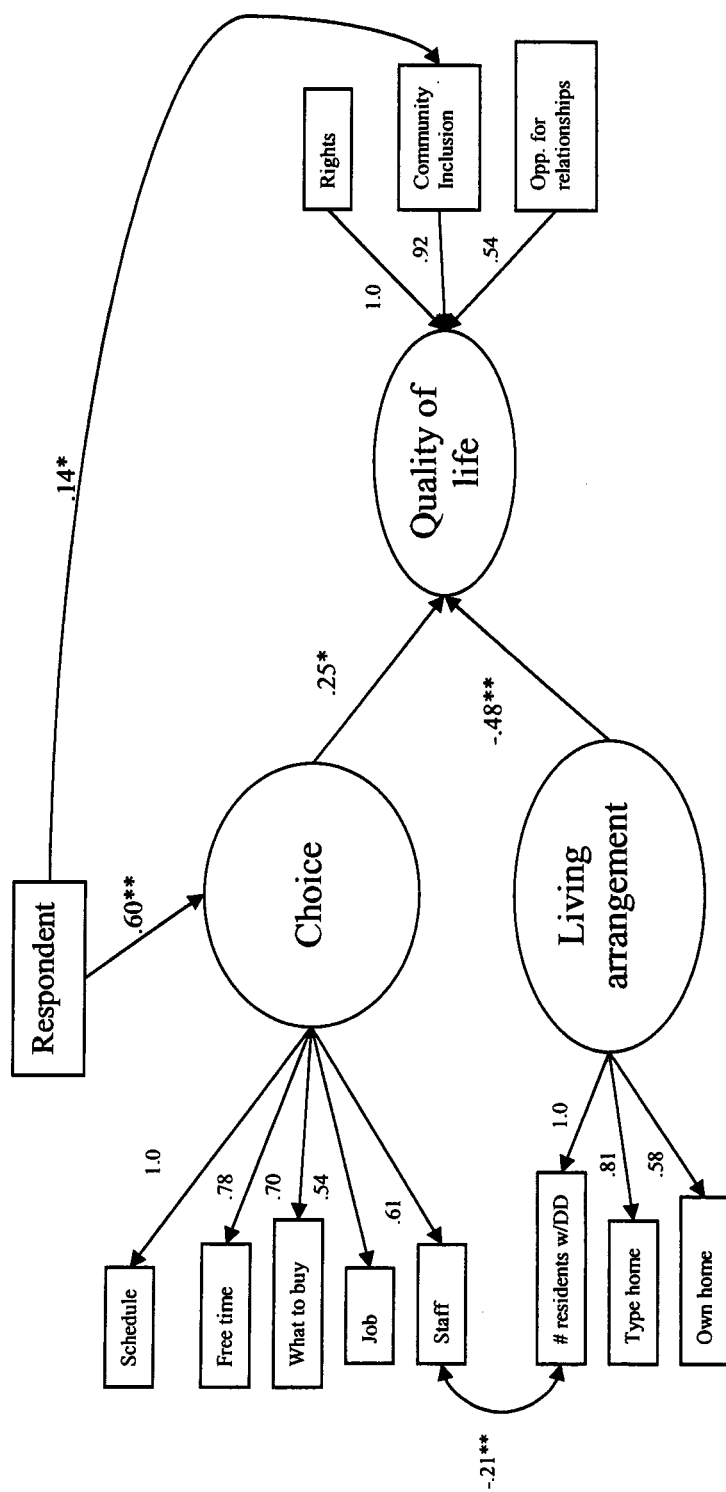 Respondent
.14*
.60**
Choice
.25*
Schedule
Free time
What to buy
Job
Staff
1.0
.78
.70
.54
.61
-.21**
Living
arrangement
-.48**
# residents w/DD
Type home
Own home
1.0
.81
.58
Quality of
life
1.0
.92
.54
Rights
Community
Inclusion
Opp. for
relationships